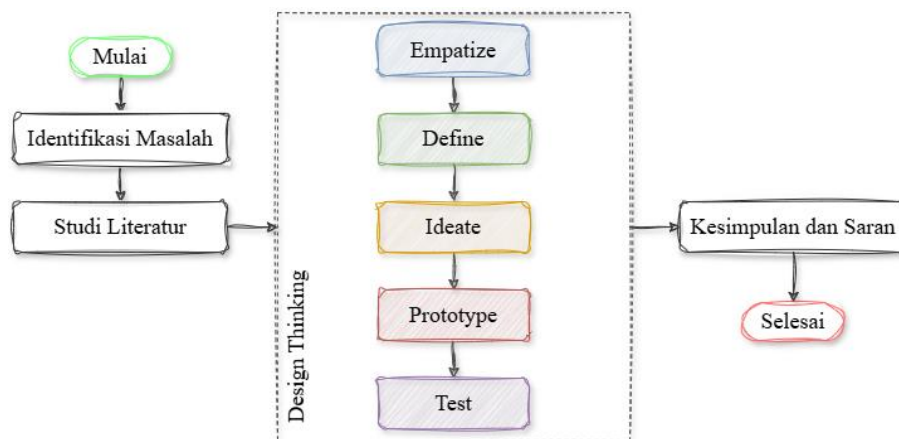 Mulai
Identifikasi Masalah
Studi Literatur
Design Thinking
Empatize
Define
Ideate
Prototype
Test
Kesimpulan dan Saran
Selesai